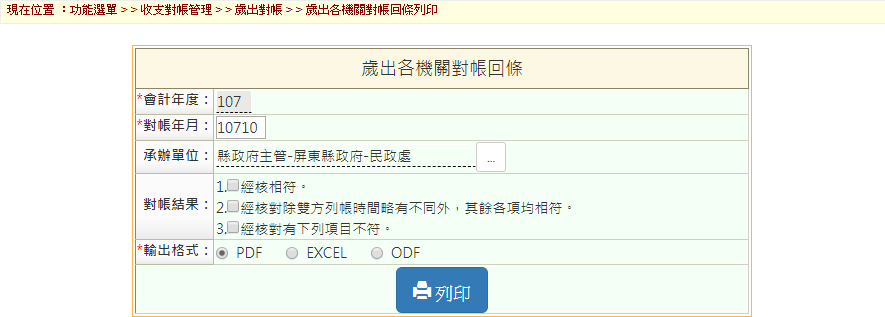 現在位置 ：功能選單 > > 收支對帳管理 > > 歲出對帳 > > 歲出各機關對帳回條列印
歲出各機關對帳回條
*會計年度： 107
*對帳年月： 10710
承辦單位： 縣政府主管-屏東縣政府-民政處 ...
對帳結果： 1.經核相符。
2.經核對除雙方列帳時間略有不同外，其餘各項均相符。
3.經核對有下列項目不符。
*輸出格式： PDF EXCEL ODF
列印